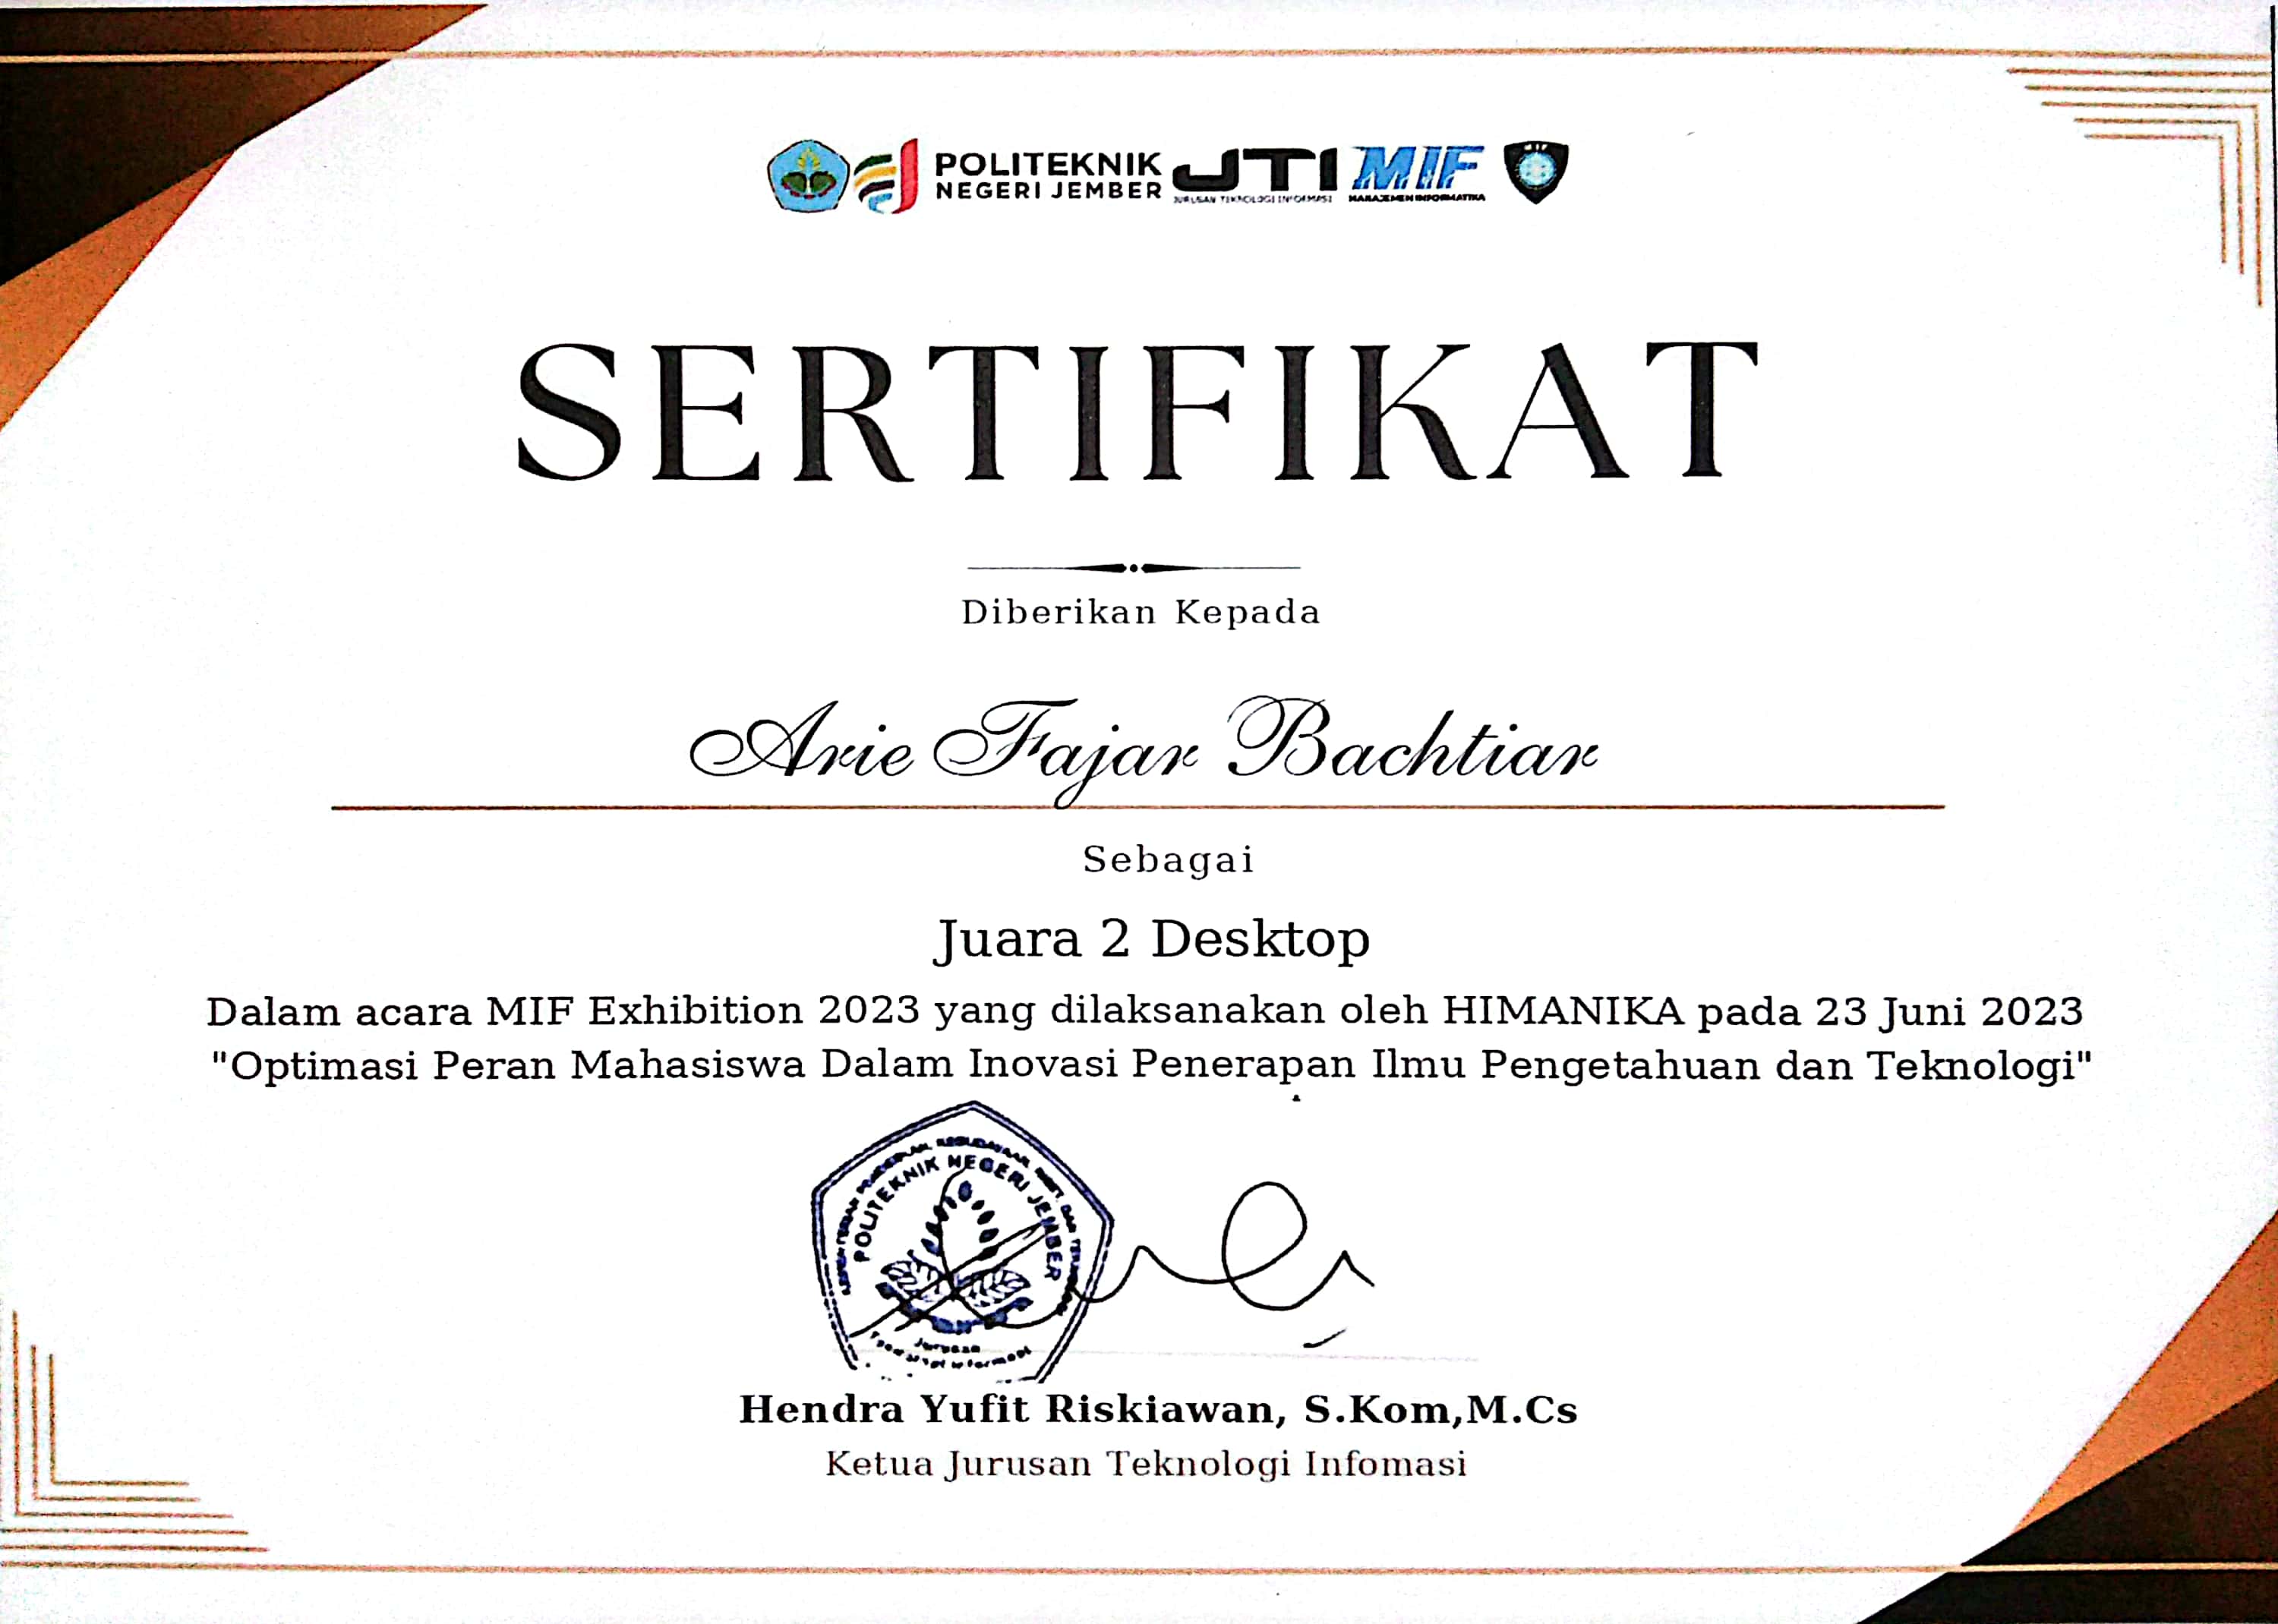 POLITEKNIK
NEGERI JEMBER
JTI
JURUSAN TEKNOLOGI INFORMASI
MIF
MANAJEMEN INFORMATIKA
MIF
SERTIFIKAT
Diberikan Kepada
Arie Fajar Bachtiar
Sebagai
Juara 2 Desktop
Dalam acara MIF Exhibition 2023 yang dilaksanakan oleh HIMANIKA pada 23 Juni 2023
"Optimasi Peran Mahasiswa Dalam Inovasi Penerapan Ilmu Pengetahuan dan Teknologi"
POLITEKNIK NEGERI JEMBER
Jurusan
Hendra Yufit Riskiawan, S.Kom,M.Cs
Ketua Jurusan Teknologi Infomasi